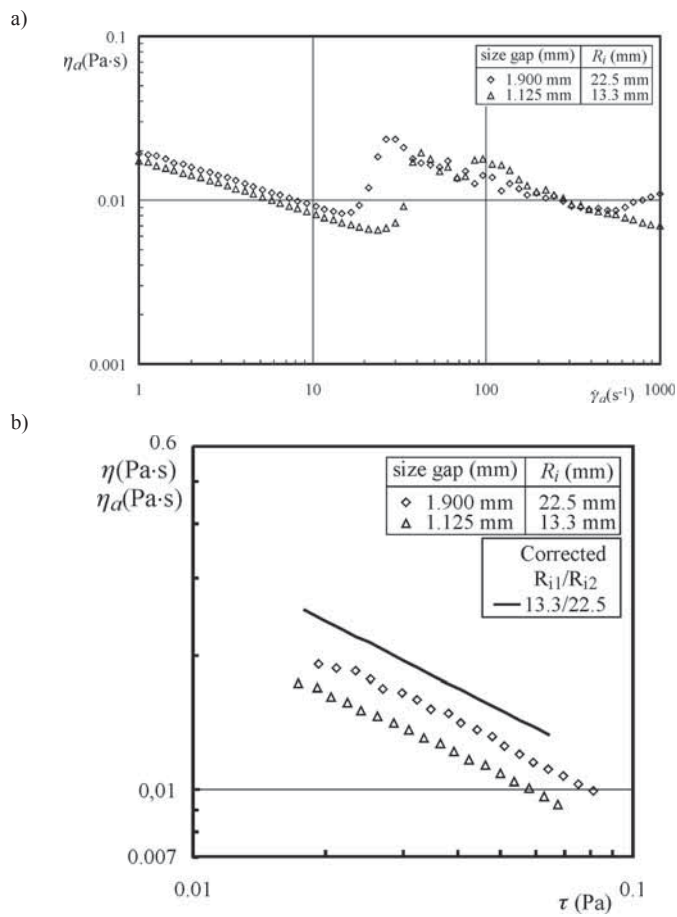 a)
0.1
ηa(Pa·s)
size gap (mm) Ri (mm)
◇ 1.900 mm 22.5 mm
△ 1.125 mm 13.3 mm
0.01
0.001
1 10 100 1000
γ̇a(s⁻¹)
b)
0.6
η(Pa·s)
ηa(Pa·s)
size gap (mm) Ri (mm)
◇ 1.900 mm 22.5 mm
△ 1.125 mm 13.3 mm
Corrected
Ri1/Ri2
— 13.3/22.5
0,01
0.007
0.01 0.1
τ (Pa)